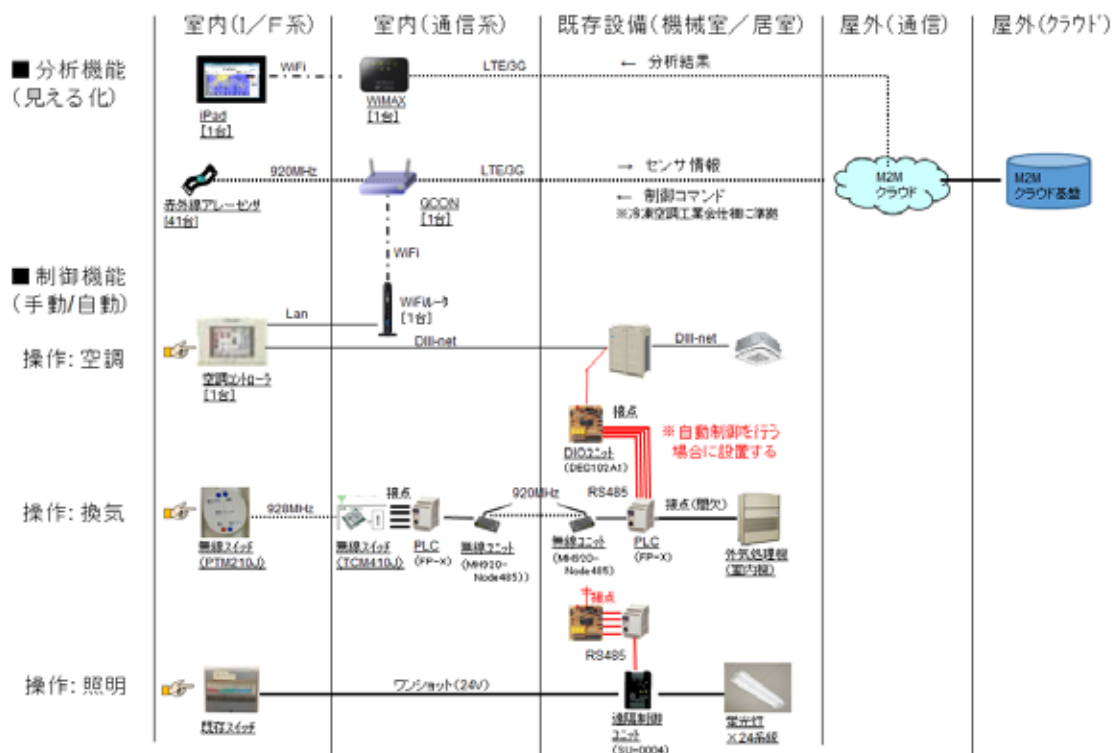 室内(I/F系)
室内(通信系)
既存設備(機械室/居室)
屋外(通信)
屋外(クラウド)
■分析機能
(見える化)
WiFi
LTE/3G
← 分析結果
iPad
[1台]
WiMAX
[1台]
920MHz
LTE/3G
→ センサ情報
← 制御コマンド
※冷凍空調工業会仕様に準拠
M2M
クラウド
M2M
クラウド基盤
赤外線アレーセンサ
[41台]
GCON
[1台]
WiFi
■制御機能
(手動/自動)
WiFiルータ
[1台]
Lan
DIII-net
DIII-net
操作:空調
空調コントローラ
[1台]
接点
※自動制御を行う
場合に設置する
DIOユニット
(DEC102A1)
RS485
操作:換気
928MHz
接点
920MHz
接点(間欠)
無線スイッチ
(PTM210J)
無線スイッチ
(TCM410J)
PLC
(FP-X)
無線ユニット
(MH920-
Node485))
無線ユニット
(MH920-
Node485)
PLC
(FP-X)
外気処理機
(室内機)
接点
RS485
操作:照明
ワンショット(24V)
既存スイッチ
遠隔制御
ユニット
(SU-0004)
蛍光灯
×24系統